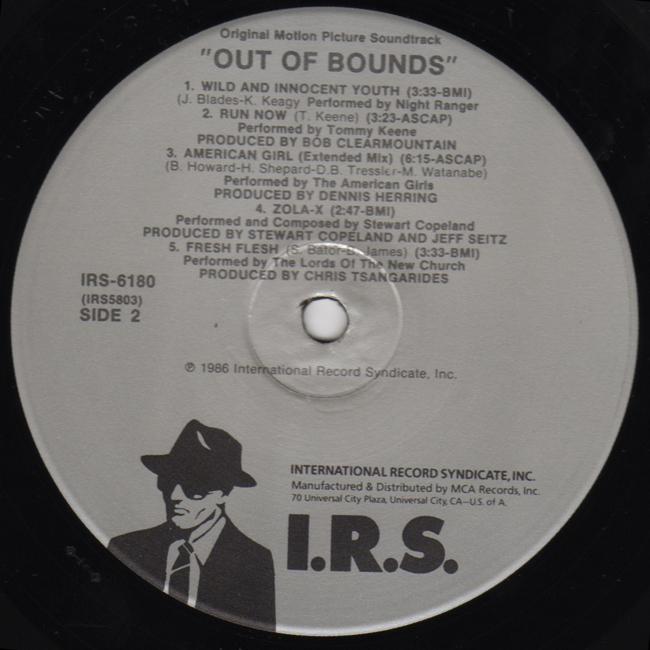 Original Motion Picture Soundtrack
"OUT OF BOUNDS"
1. WILD AND INNOCENT YOUTH (3:33-BMI)
(J. Blades-K. Keagy Performed by Night Ranger
2. RUN NOW (T. Keene) (3:23-ASCAP)
Performed by Tommy Keene
PRODUCED BY BOB CLEARMOUNTAIN
3. AMERICAN GIRL (Extended Mix) (6:15-ASCAP)
(B. Howard-H. Shepard-D.B. Tressler-M. Watanabe)
Performed by The American Girls
PRODUCED BY DENNIS HERRING
4. ZOLA-X (2:47-BMI)
Performed and Composed by Stewart Copeland
PRODUCED BY STEWART COPELAND AND JEFF SEITZ
5. FRESH FLESH (S. Bator-B. James) (3:33-BMI)
Performed by The Lords Of The New Church
PRODUCED BY CHRIS TSANGARIDES
IRS-6180
(IRS5803)
SIDE 2
℗ 1986 International Record Syndicate, Inc.
INTERNATIONAL RECORD SYNDICATE, INC.
Manufactured & Distributed by MCA Records, Inc.
70 Universal City Plaza, Universal City, CA–U.S. of A.
I.R.S.